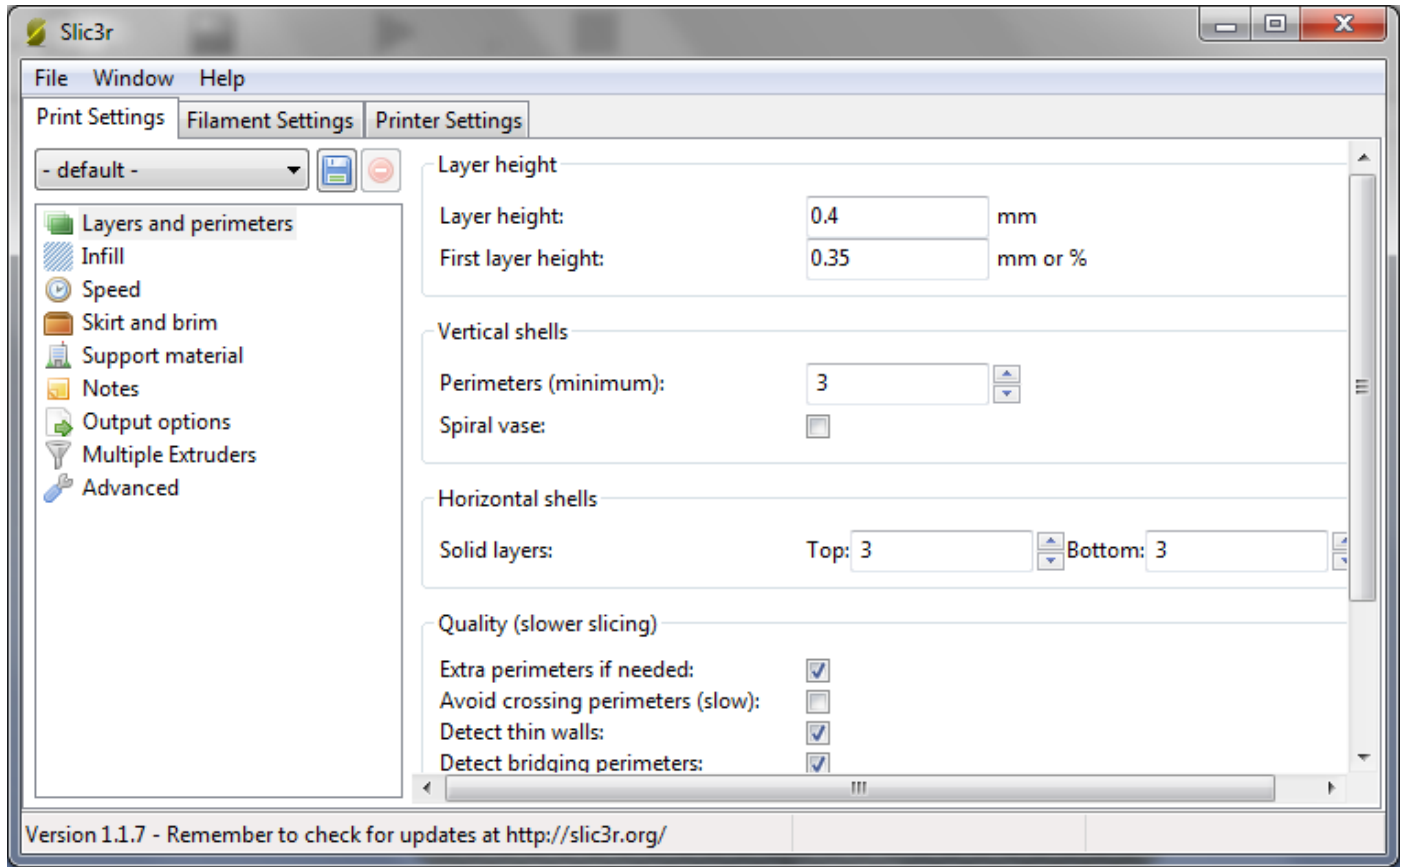 Slic3r
File Window Help
Print Settings Filament Settings Printer Settings
- default -
Layers and perimeters
Infill
Speed
Skirt and brim
Support material
Notes
Output options
Multiple Extruders
Advanced
Layer height
Layer height: 0.4 mm
First layer height: 0.35 mm or %
Vertical shells
Perimeters (minimum): 3
Spiral vase:
Horizontal shells
Solid layers: Top: 3 Bottom: 3
Quality (slower slicing)
Extra perimeters if needed:
Avoid crossing perimeters (slow):
Detect thin walls:
Detect bridging perimeters:
Version 1.1.7 - Remember to check for updates at http://slic3r.org/